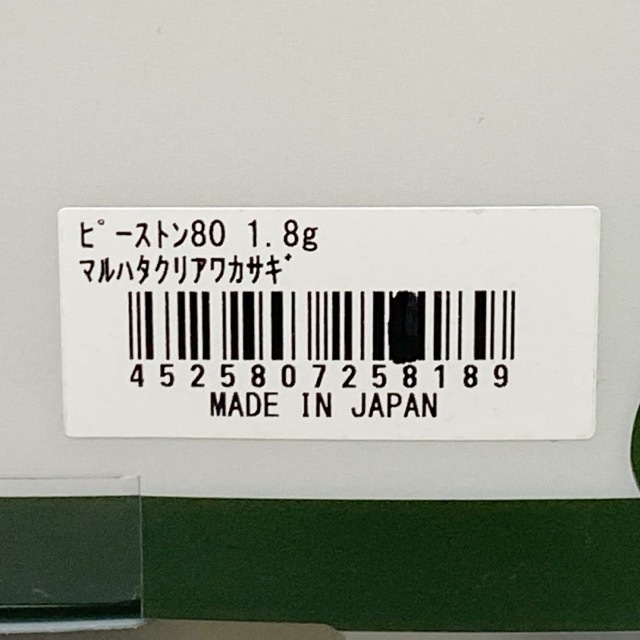 ﾋﾟｰｽﾄﾝ80 1.8g
ﾏﾙﾊﾀｸﾘｱﾜｶｻｷﾞ
4525807258189
MADE IN JAPAN